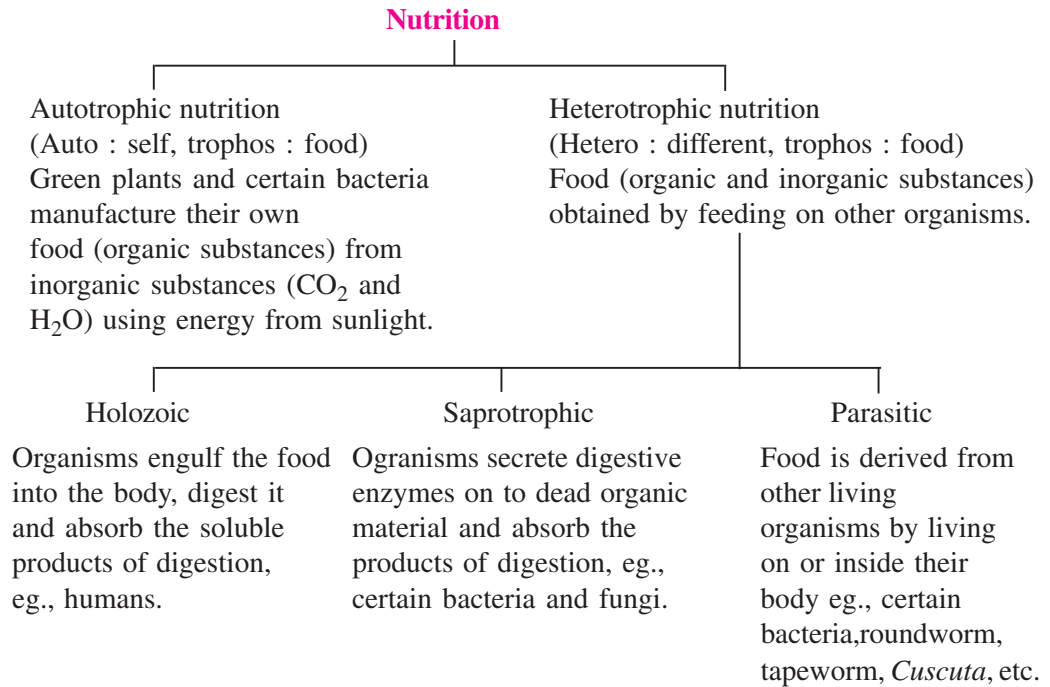 Nutrition
Autotrophic nutrition
(Auto : self, trophos : food)
Green plants and certain bacteria
manufacture their own
food (organic substances) from
inorganic substances (CO₂ and
H₂O) using energy from sunlight.
Heterotrophic nutrition
(Hetero : different, trophos : food)
Food (organic and inorganic substances)
obtained by feeding on other organisms.
Holozoic
Organisms engulf the food
into the body, digest it
and absorb the soluble
products of digestion,
eg., humans.
Saprotrophic
Ogranisms secrete digestive
enzymes on to dead organic
material and absorb the
products of digestion, eg.,
certain bacteria and fungi.
Parasitic
Food is derived from
other living
organisms by living
on or inside their
body eg., certain
bacteria,roundworm,
tapeworm, Cuscuta, etc.